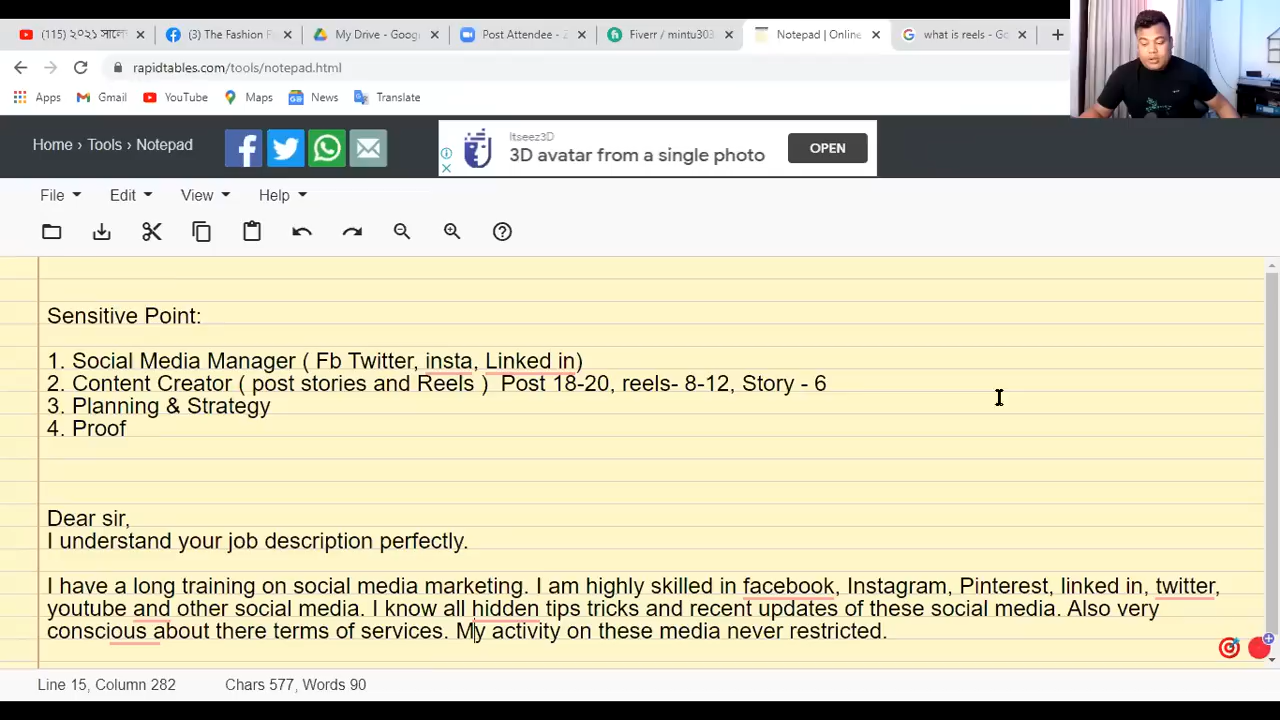 (11) ২০২১ সালে
(3) The Fashion F
My Drive - Goog
Post Attendee - Z
Fiverr / mintu303
Notepad | Online
what is reels - Go
rapidtables.com/tools/notepad.html
Apps Gmail YouTube Maps News Translate
Home › Tools › Notepad
Itseez3D
3D avatar from a single photo
OPEN
File Edit View Help
Sensitive Point:
1. Social Media Manager ( Fb Twitter, insta, Linked in)
2. Content Creator ( post stories and Reels ) Post 18-20, reels- 8-12, Story - 6
3. Planning & Strategy
4. Proof
Dear sir,
I understand your job description perfectly.
I have a long training on social media marketing. I am highly skilled in facebook, Instagram, Pinterest, linked in, twitter,
youtube and other social media. I know all hidden tips tricks and recent updates of these social media. Also very
conscious about there terms of services. My activity on these media never restricted.
Line 15, Column 282 Chars 577, Words 90